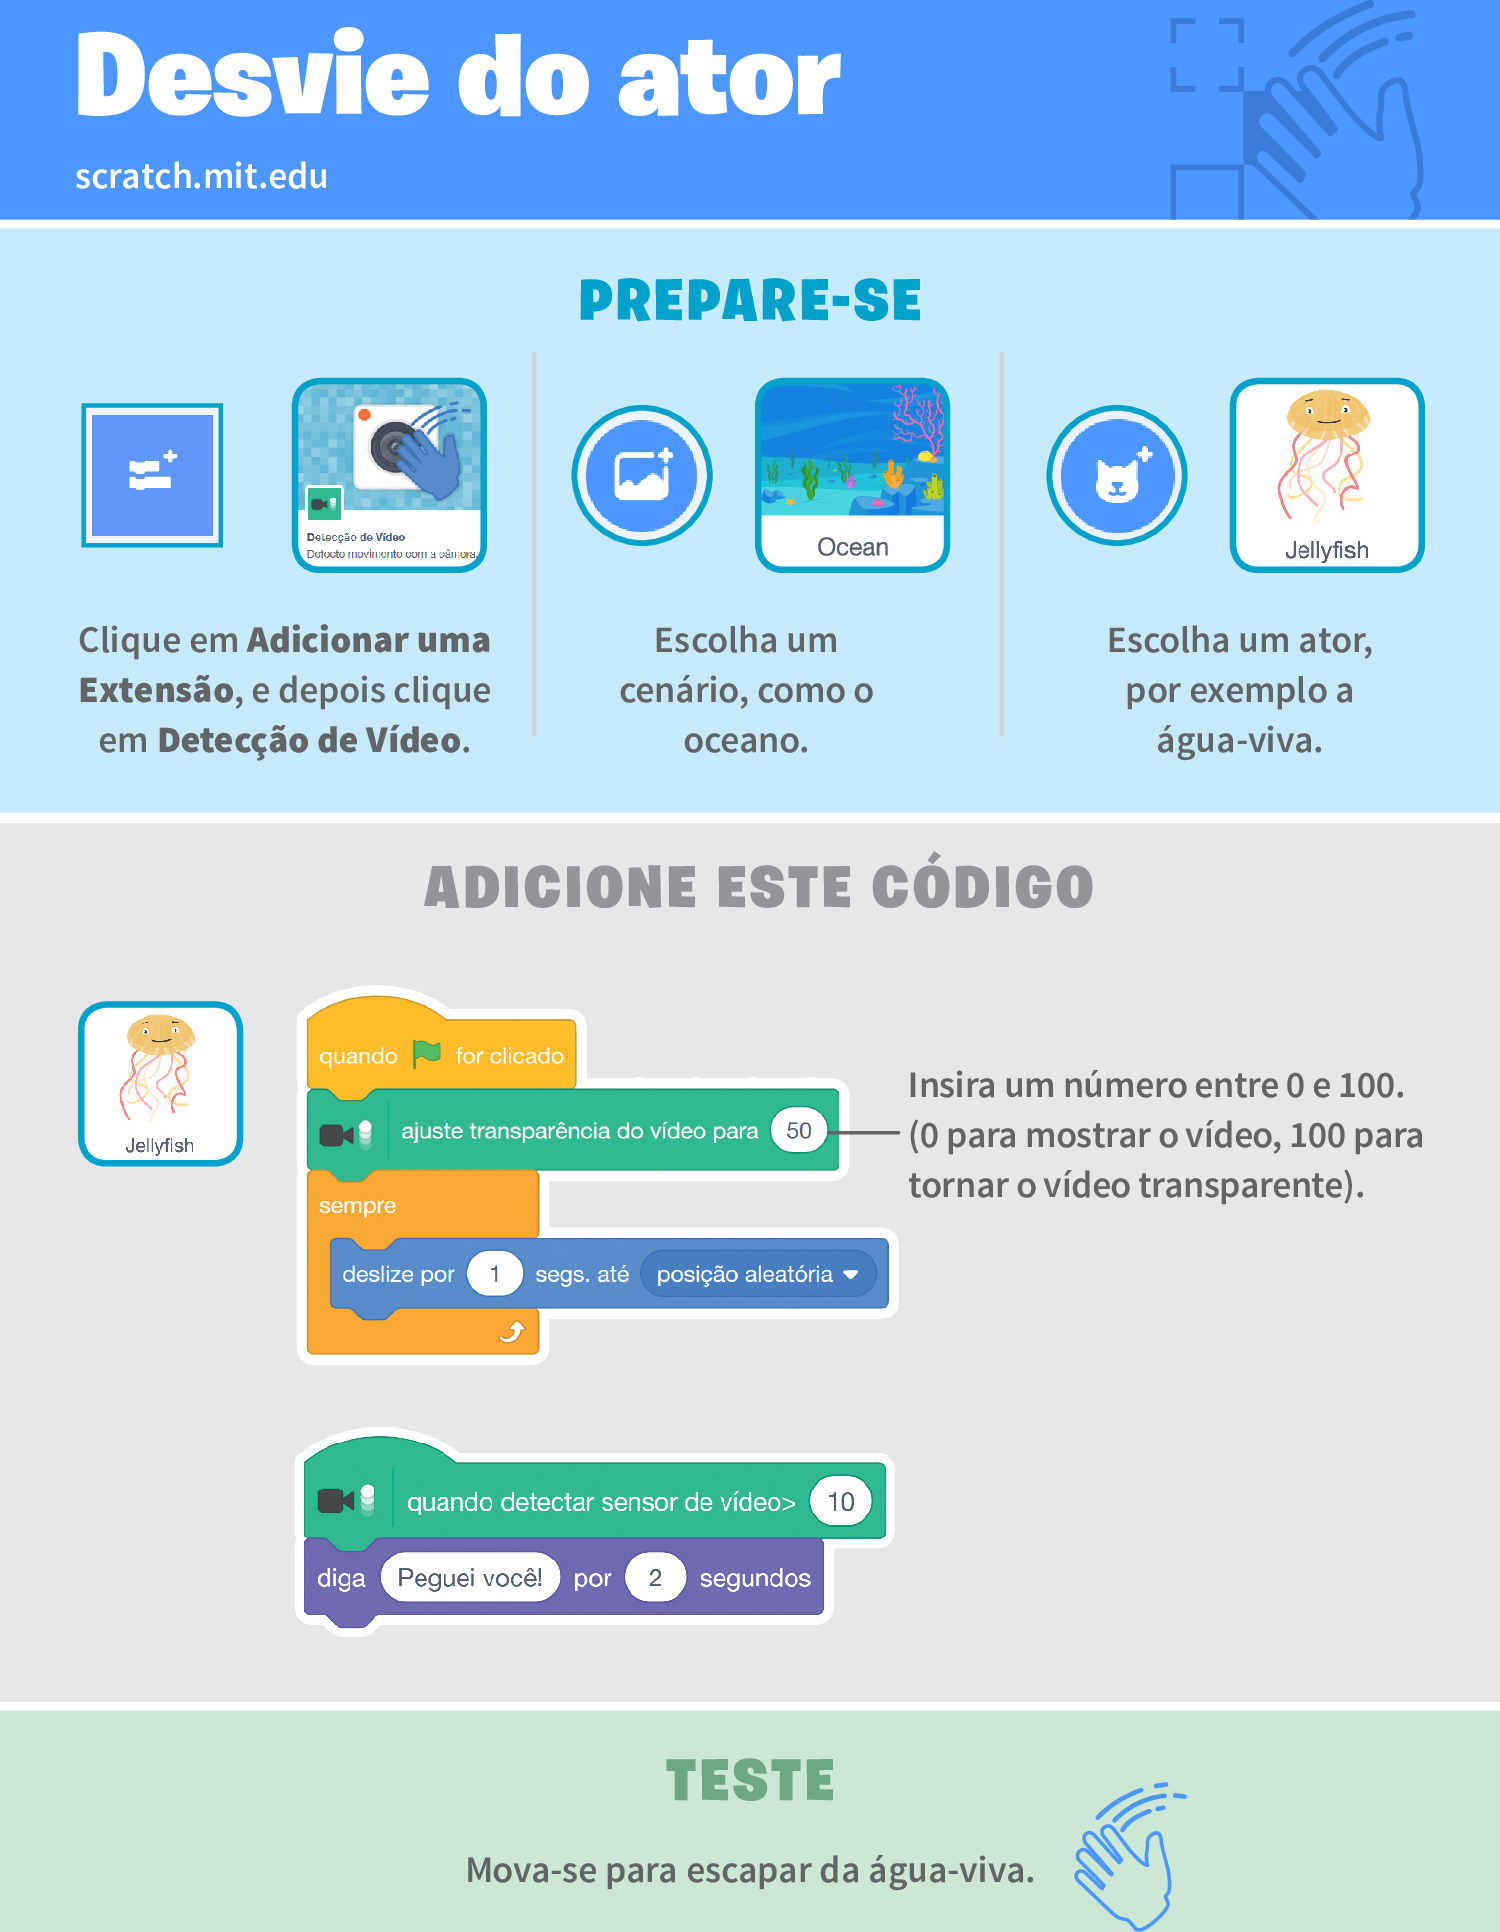 Desvie do ator
scratch.mit.edu
PREPARE-SE
Detecção de Vídeo
movimento com a câmera.
Clique em Adicionar uma
Extensão, e depois clique
em Detecção de Vídeo.
Ocean
Escolha um
cenário, como o
oceano.
Jellyfish
Escolha um ator,
por exemplo a
água-viva.
ADICIONE ESTE CÓDIGO
Jellyfish
quando for clicado
ajuste transparência do vídeo para 50
sempre
deslize por 1 segs. até posição aleatória
Insira um número entre 0 e 100.
(0 para mostrar o vídeo, 100 para
tornar o vídeo transparente).
quando detectar sensor de vídeo> 10
diga Peguei você! por 2 segundos
TESTE
Mova-se para escapar da água-viva.